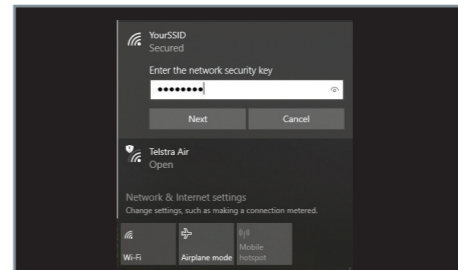 YourSSID
Secured
Enter the network security key
••••••••
Next Cancel
Telstra Air
Open
Network & Internet settings
Change settings, such as making a connection metered.
Wi-Fi Airplane mode Mobile hotspot